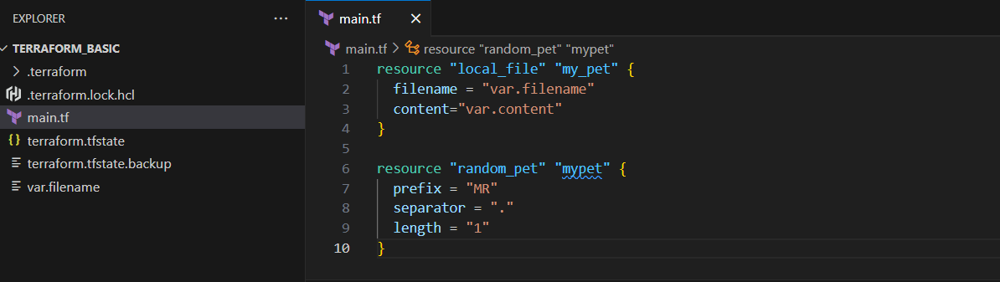 EXPLORER ...
main.tf
TERRAFORM_BASIC
main.tf > resource "random_pet" "mypet"
.terraform
.terraform.lock.hcl
main.tf
terraform.tfstate
terraform.tfstate.backup
var.filename
1 resource "local_file" "my_pet" {
2 filename = "var.filename"
3 content="var.content"
4 }
5
6 resource "random_pet" "mypet" {
7 prefix = "MR"
8 separator = "."
9 length = "1"
10 }